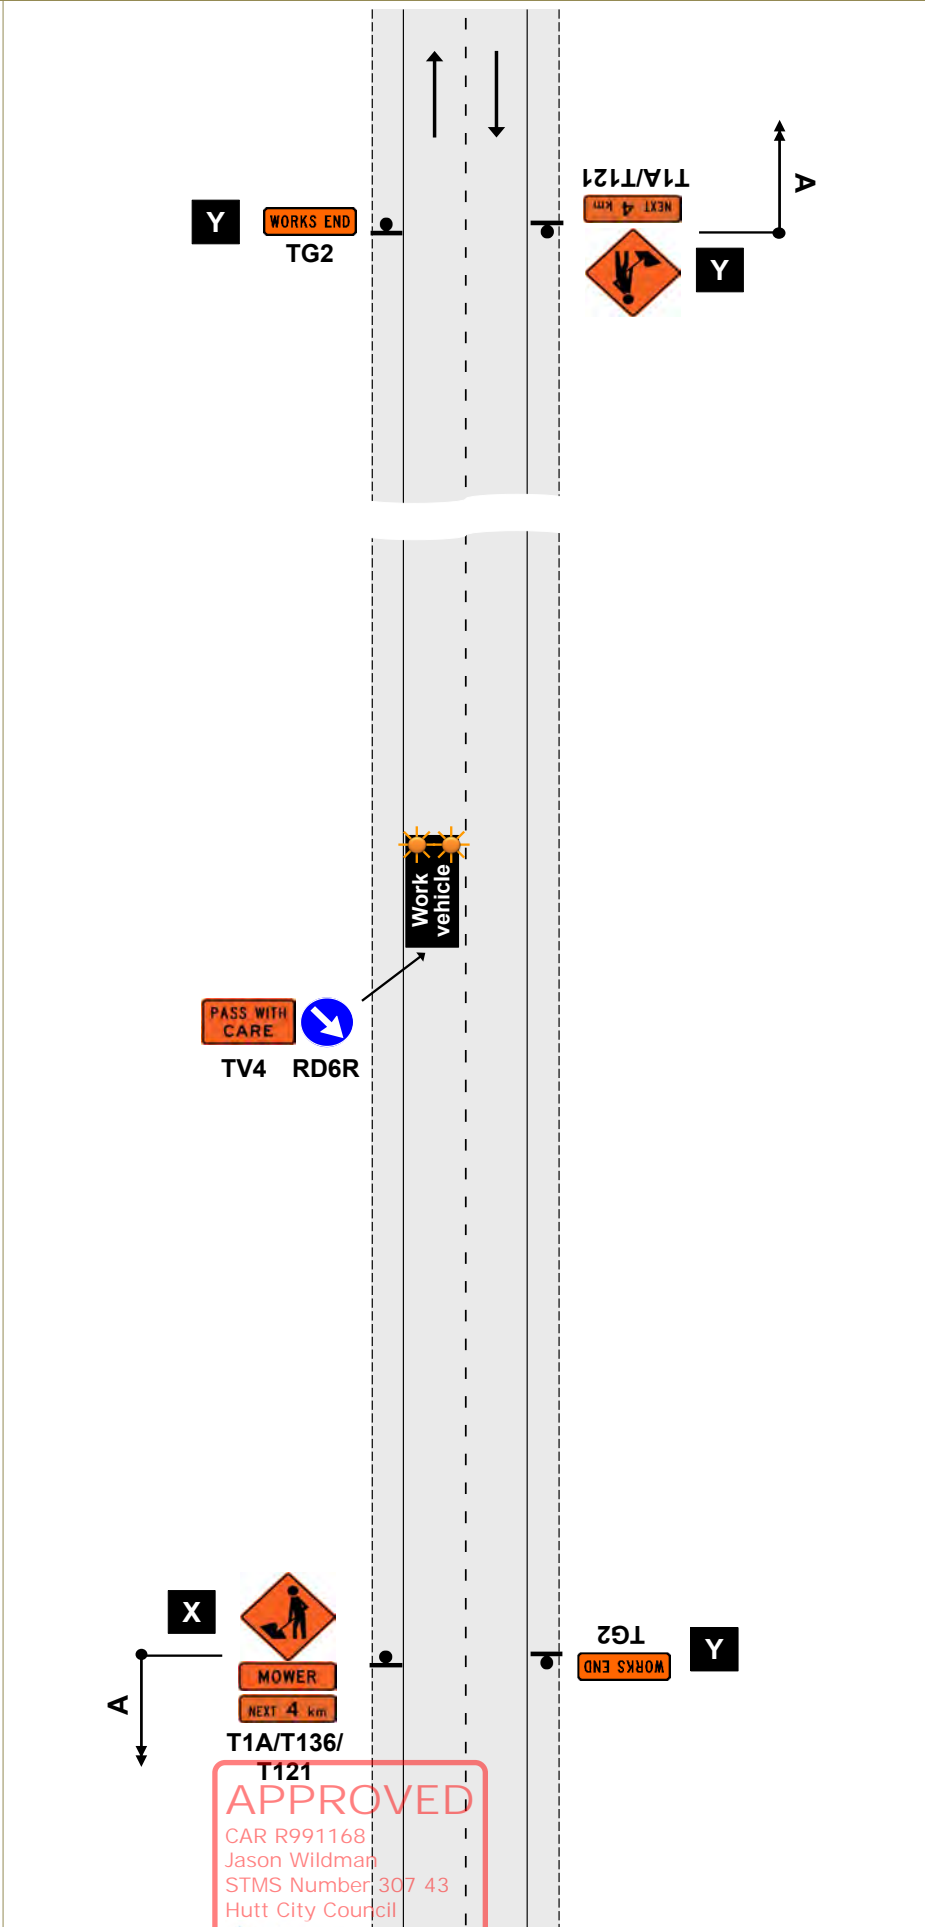 T1A/T121
NEXT 4 km
A
Y
WORKS END
TG2
Y
Work
vehicle
PASS WITH
CARE
TV4 RD6R
X
MOWER
NEXT 4 km
A
T1A/T136/
T121
TG2
WORKS END
Y
APPROVED
CAR R991168
Jason Wildman
STMS Number 307 43
Hutt City Council